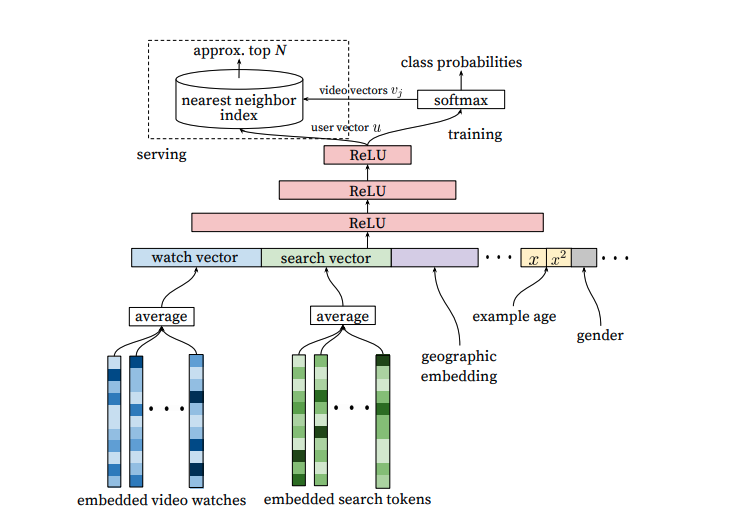 approx. top N
class probabilities
nearest neighbor
index
video vectors v_j
softmax
user vector u
training
serving
ReLU
ReLU
ReLU
watch vector
search vector
...
x
x²
...
average
average
example age
gender
geographic
embedding
...
...
embedded video watches
embedded search tokens